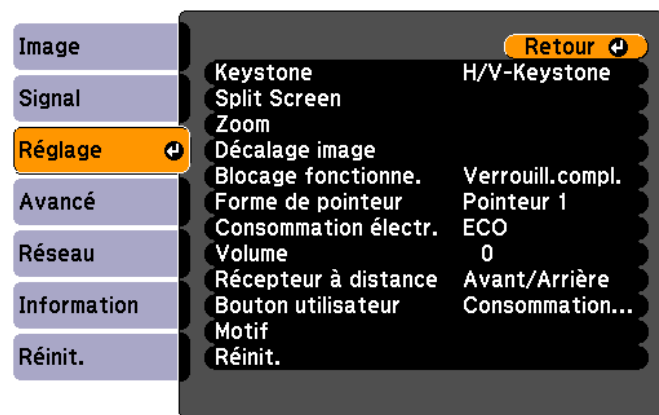 Image
Signal
Réglage
Avancé
Réseau
Information
Réinit.
Retour
Keystone H/V-Keystone
Split Screen
Zoom
Décalage image
Blocage fonctionne. Verrouill.compl.
Forme de pointeur Pointeur 1
Consommation électr. ECO
Volume 0
Récepteur à distance Avant/Arrière
Bouton utilisateur Consommation...
Motif
Réinit.